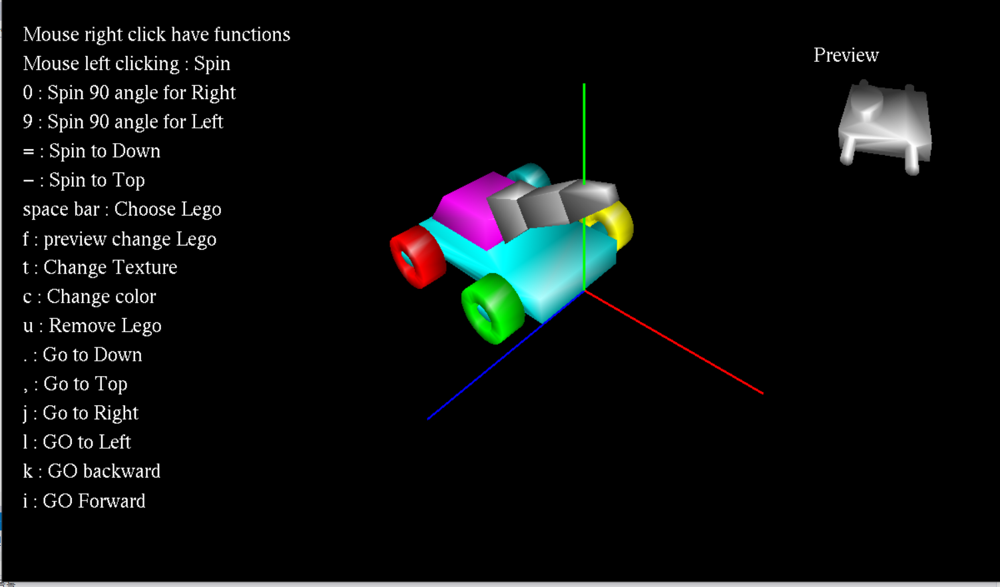 Mouse right click have functions
Mouse left clicking : Spin
0 : Spin 90 angle for Right
9 : Spin 90 angle for Left
= : Spin to Down
− : Spin to Top
space bar : Choose Lego
f : preview change Lego
t : Change Texture
c : Change color
u : Remove Lego
. : Go to Down
, : Go to Top
j : Go to Right
l : GO to Left
k : GO backward
i : GO Forward
Preview